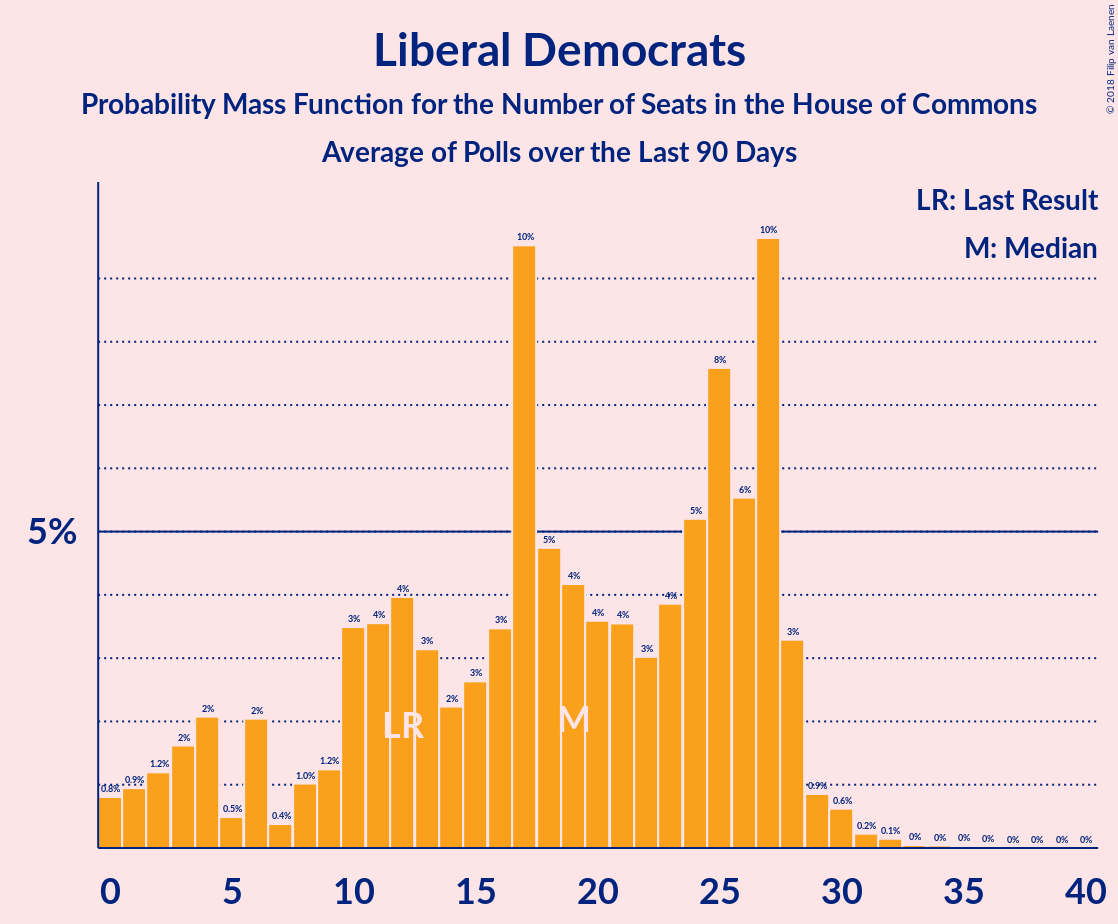 Liberal Democrats
Probability Mass Function for the Number of Seats in the House of Commons
Average of Polls over the Last 90 Days
© 2018 Filip van Laenen
LR: Last Result
M: Median
5%
0.8% 0.9% 1.2% 2% 2% 0.5% 2% 0.4% 1.0% 1.2% 3% 4% 4% 3% 2% 3% 3% 10% 5% 4% 4% 4% 3% 4% 5% 8% 6% 10% 3% 0.9% 0.6% 0.2% 0.1% 0% 0% 0% 0% 0% 0% 0% 0%
LR M
0 5 10 15 20 25 30 35 40